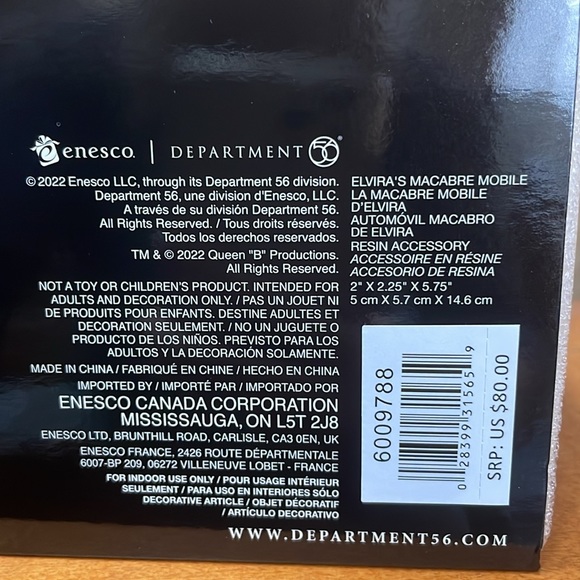 enesco. | DEPARTMENT 56®
© 2022 Enesco LLC, through its Department 56 division.
Department 56, une division d'Enesco, LLC.
A través de su división Department 56.
All Rights Reserved. / Tous droits réservés.
Todos los derechos reservados.
TM & © 2022 Queen "B" Productions.
All Rights Reserved.
NOT A TOY OR CHILDREN'S PRODUCT. INTENDED FOR
ADULTS AND DECORATION ONLY. / PAS UN JOUET NI
DE PRODUITS POUR ENFANTS. DESTINE ADULTES ET
DECORATION SEULEMENT. / NO UN JUGUETE O
PRODUCTO DE LOS NIÑOS. PREVISTO PARA LOS
ADULTOS Y LA DECORACIÓN SOLAMENTE.
MADE IN CHINA / FABRIQUÉ EN CHINE / HECHO EN CHINA
IMPORTED BY / IMPORTÉ PAR / IMPORTADO POR
ENESCO CANADA CORPORATION
MISSISSAUGA, ON L5T 2J8
ENESCO LTD, BRUNTHILL ROAD, CARLISLE, CA3 0EN, UK
ENESCO FRANCE, 2426 ROUTE DÉPARTMENTALE
6007-BP 209, 06272 VILLENEUVE LOBET - FRANCE
FOR INDOOR USE ONLY / POUR USAGE INTÉRIEUR
SEULEMENT / PARA USO EN INTERIORES SÓLO
DECORATIVE ARTICLE / OBJET DÉCORATIF
/ ARTÍCULO DECORATIVO
ELVIRA'S MACABRE MOBILE
LA MACABRE MOBILE
D'ELVIRA
AUTOMÓVIL MACABRO
DE ELVIRA
RESIN ACCESSORY
ACCESSOIRE EN RÉSINE
ACCESORIO DE RESINA
2" X 2.25" X 5.75"
5 cm X 5.7 cm X 14.6 cm
6009788
0 28399 31565 9
SRP: US $80.00
WWW.DEPARTMENT56.COM